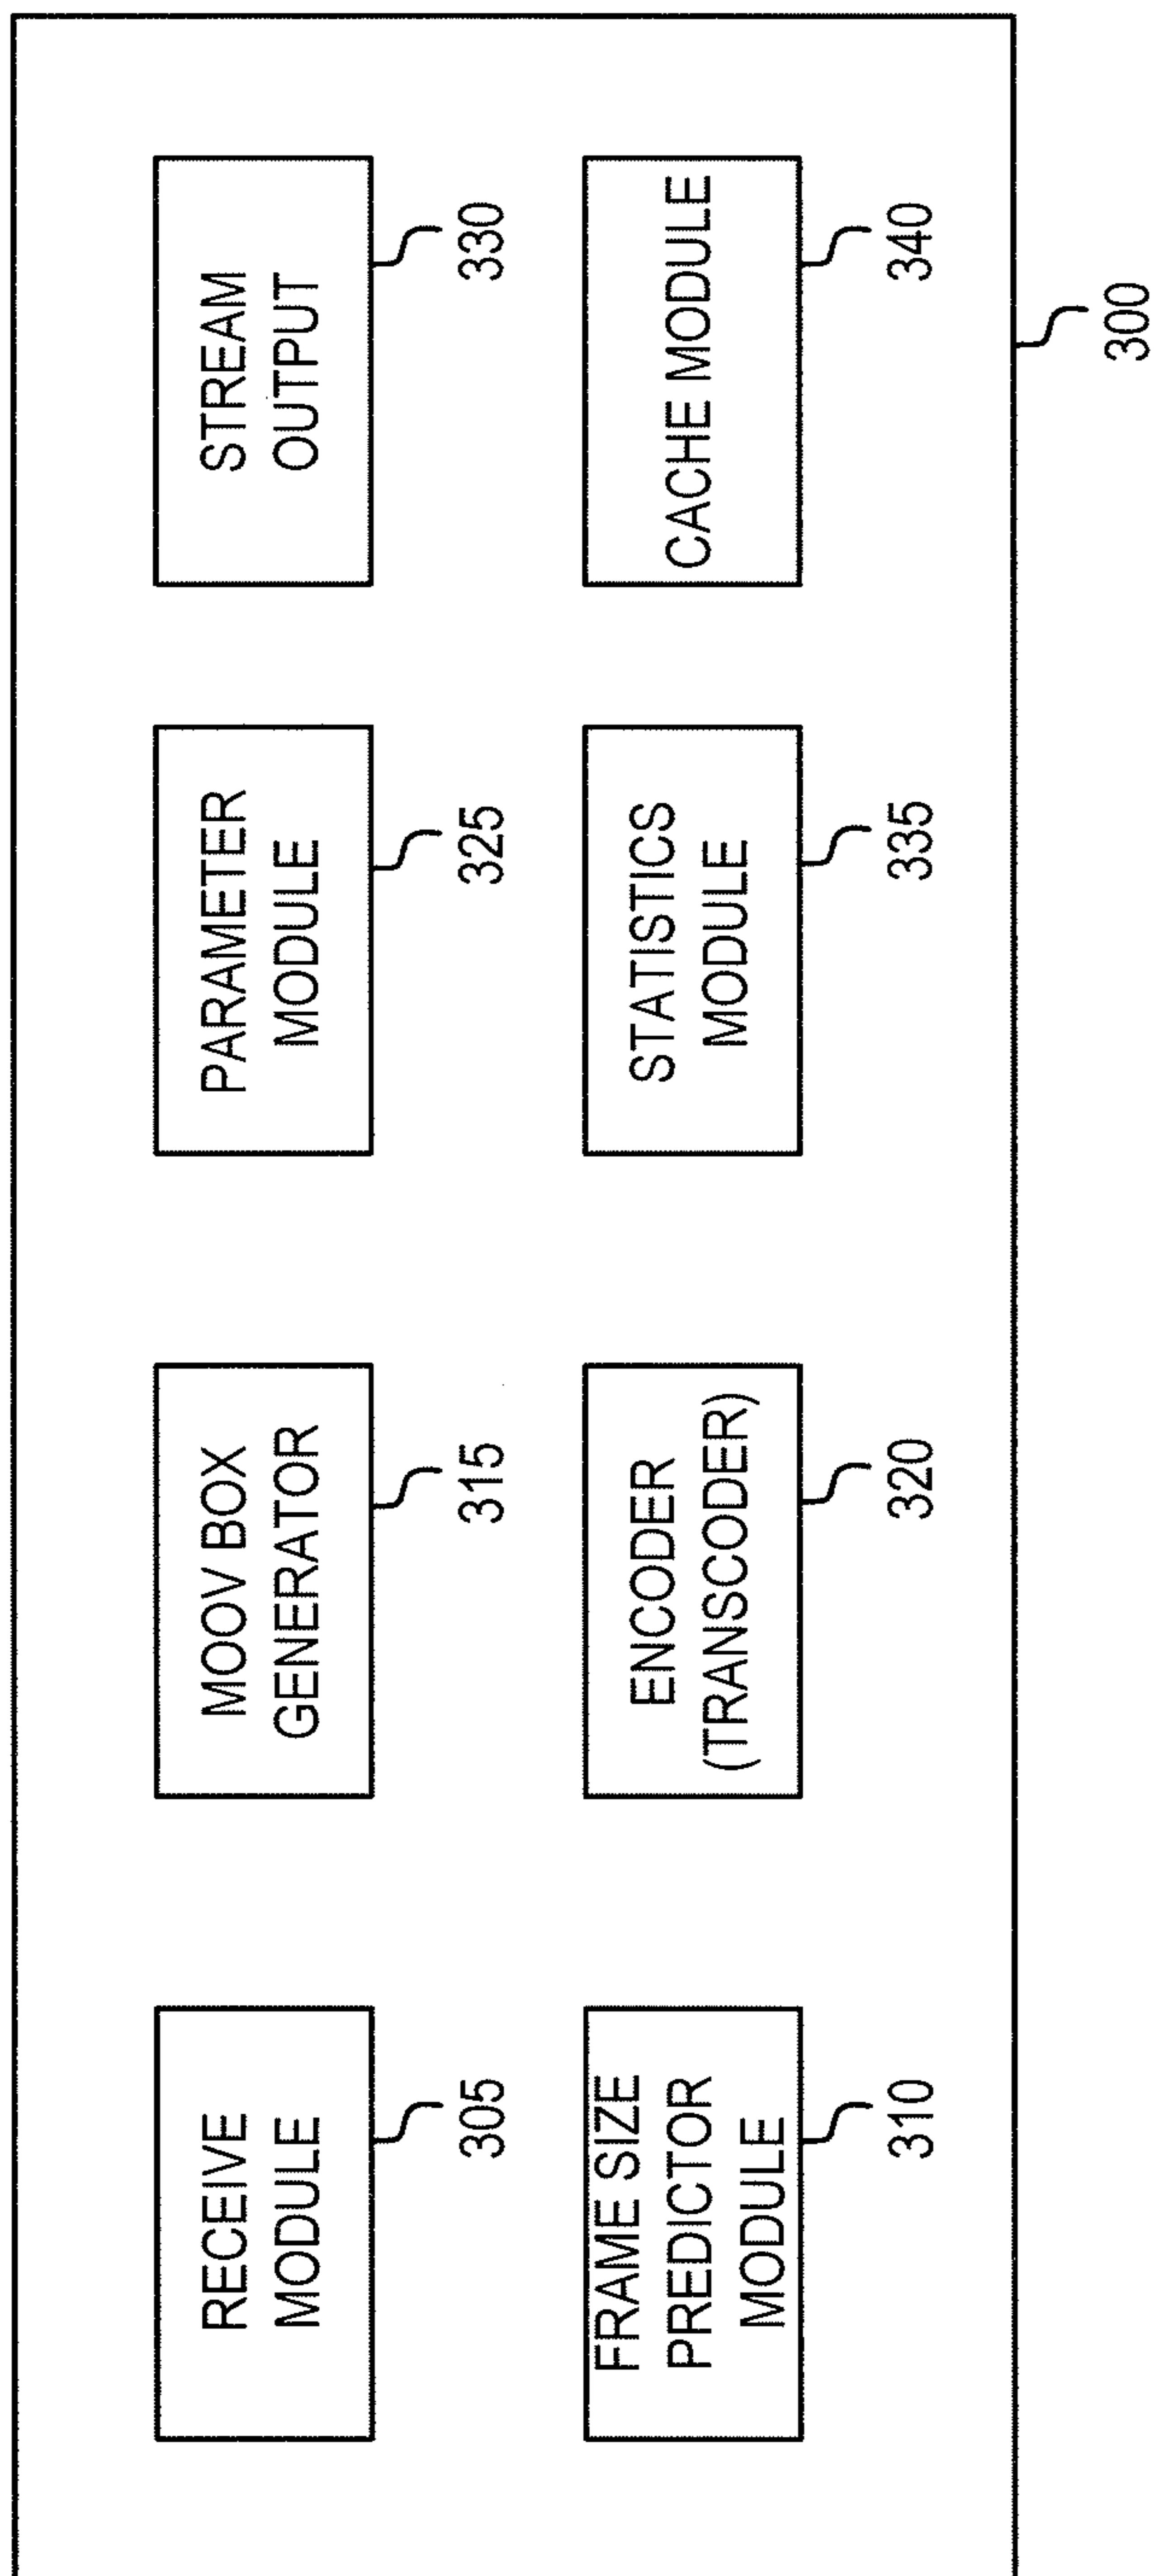 RECEIVE
MODULE
305
MOOV BOX
GENERATOR
315
PARAMETER
MODULE
325
STREAM
OUTPUT
330
FRAME SIZE
PREDICTOR
MODULE
310
ENCODER
(TRANSCODER)
320
STATISTICS
MODULE
335
CACHE MODULE
340
300